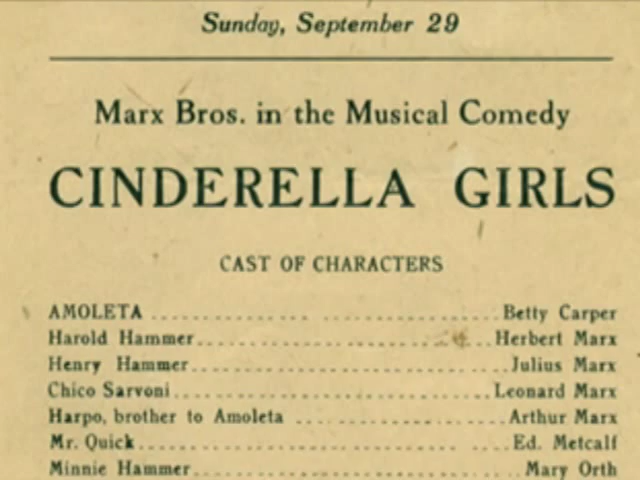 Sunday, September 29
Marx Bros. in the Musical Comedy
CINDERELLA GIRLS
CAST OF CHARACTERS
AMOLETA ........................ Betty Carper
Harold Hammer ........................ Herbert Marx
Henry Hammer ........................ Julius Marx
Chico Sarvoni ........................ Leonard Marx
Harpo, brother to Amoleta ........................ Arthur Marx
Mr. Quick ........................ Ed. Metcalf
Minnie Hammer ........................ Mary Orth